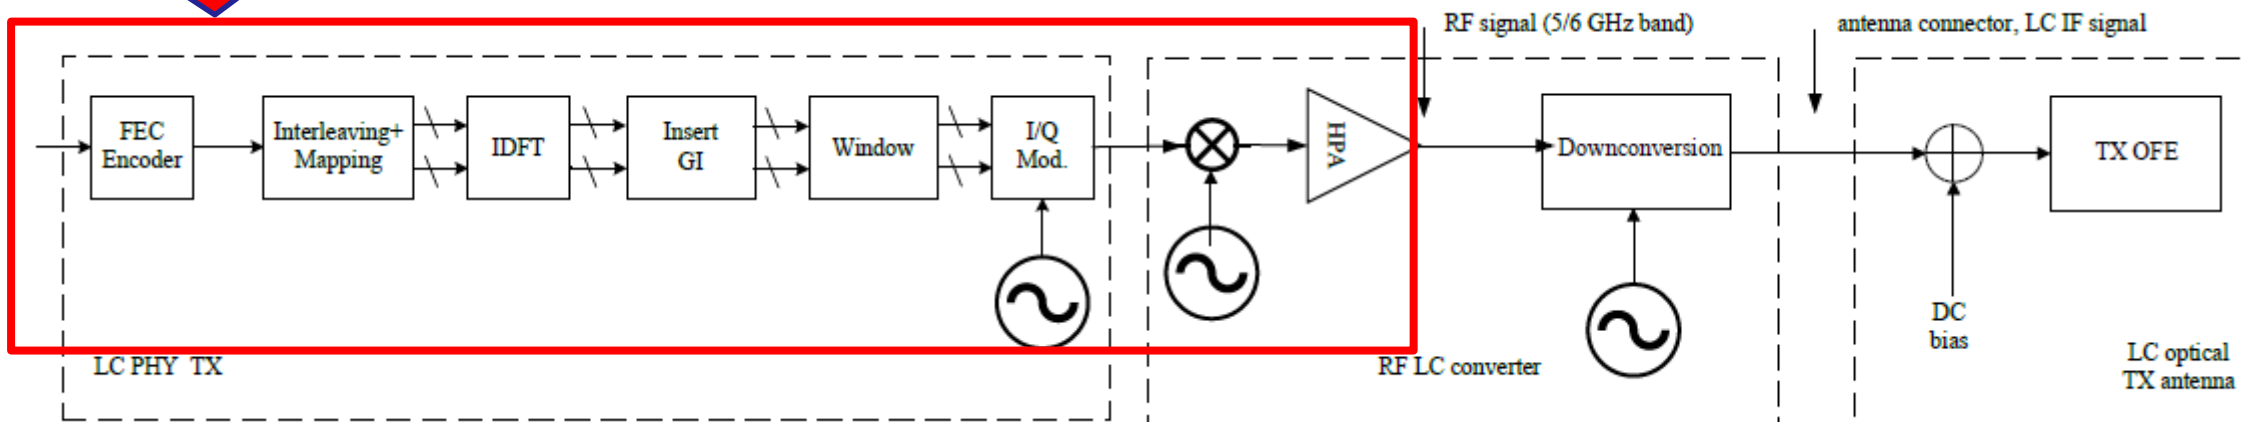 RF signal (5/6 GHz band)
antenna connector, LC IF signal
FEC
Encoder
Interleaving+
Mapping
IDFT
Insert
GI
Window
I/Q
Mod.
HPA
Downconversion
TX OFE
DC
bias
LC PHY TX
RF LC converter
LC optical
TX antenna